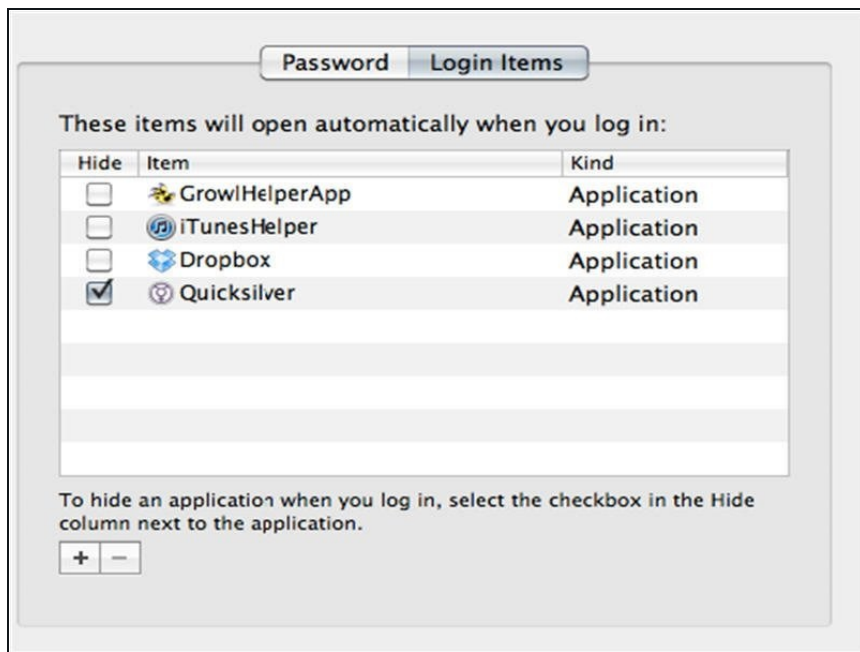 Password Login Items
These items will open automatically when you log in:
Hide Item Kind
GrowlHelperApp Application
iTunesHelper Application
Dropbox Application
Quicksilver Application
To hide an application when you log in, select the checkbox in the Hide
column next to the application.
+ −